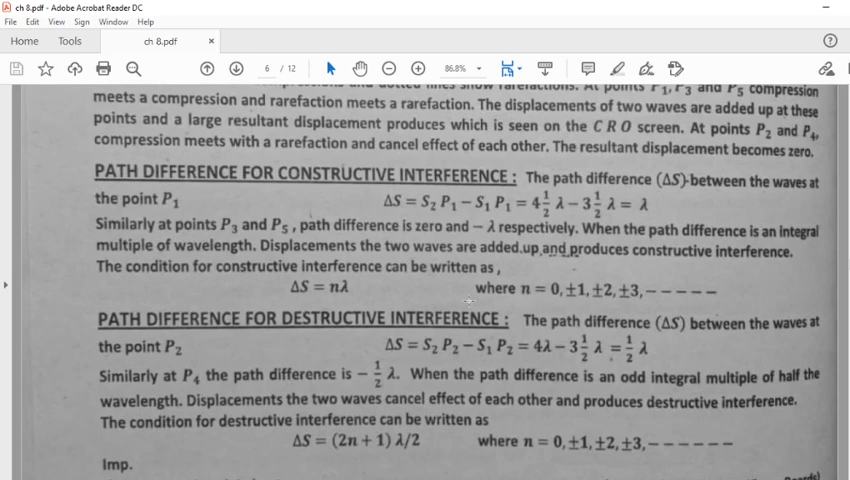 ch 8.pdf - Adobe Acrobat Reader DC
File Edit View Sign Window Help
Home Tools ch 8.pdf ×
6 / 12 86.8%
rarefactions. At points P₁, P₃ and P₅ compression
meets a compression and rarefaction meets a rarefaction. The displacements of two waves are added up at these
points and a large resultant displacement produces which is seen on the C R O screen. At points P₂ and P₄,
compression meets with a rarefaction and cancel effect of each other. The resultant displacement becomes zero.
PATH DIFFERENCE FOR CONSTRUCTIVE INTERFERENCE : The path difference (ΔS) between the waves at
the point P₁ ΔS = S₂ P₁ − S₁ P₁ = 4½ λ − 3½ λ = λ
Similarly at points P₃ and P₅ , path difference is zero and − λ respectively. When the path difference is an integral
multiple of wavelength. Displacements the two waves are added up and produces constructive interference.
The condition for constructive interference can be written as ,
ΔS = nλ where n = 0, ±1, ±2, ±3, − − − − −
PATH DIFFERENCE FOR DESTRUCTIVE INTERFERENCE : The path difference (ΔS) between the waves at
the point P₂ ΔS = S₂ P₂ − S₁ P₂ = 4λ − 3½ λ = ½ λ
Similarly at P₄ the path difference is − ½ λ. When the path difference is an odd integral multiple of half the
wavelength. Displacements the two waves cancel effect of each other and produces destructive interference.
The condition for destructive interference can be written as
ΔS = (2n + 1) λ/2 where n = 0, ±1, ±2, ±3, − − − − − −
Imp.